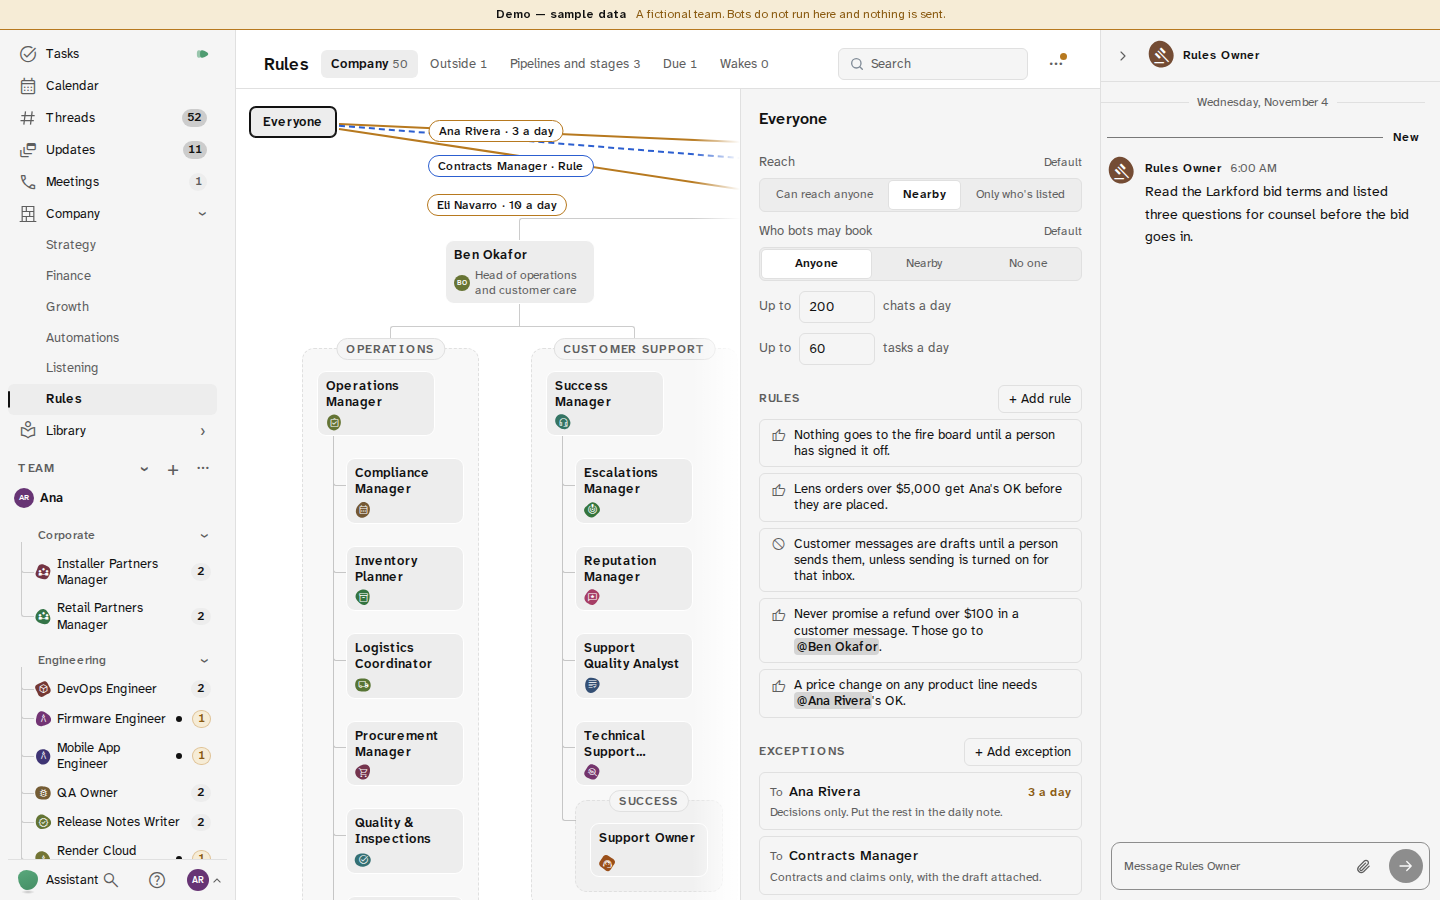 Demo — sample data A fictional team. Bots do not run here and nothing is sent.
Tasks
Calendar
Threads 52
Updates 11
Meetings 1
Company
Strategy
Finance
Growth
Automations
Listening
Rules
Library
TEAM
AR Ana
Corporate
Installer Partners
Manager 2
Retail Partners
Manager 2
Engineering
DevOps Engineer 2
Firmware Engineer 1
Mobile App
Engineer 1
QA Owner 2
Release Notes Writer 2
Render Cloud 1
Assistant AR
Rules Company 50 Outside 1 Pipelines and stages 3 Due 1 Wakes 0 Search
Everyone
Ana Rivera · 3 a day
Contracts Manager · Rule
Eli Navarro · 10 a day
Ben Okafor
BO Head of operations
and customer care
OPERATIONS
Operations
Manager
Compliance
Manager
Inventory
Planner
Logistics
Coordinator
Procurement
Manager
Quality &
Inspections
CUSTOMER SUPPORT
Success
Manager
Escalations
Manager
Reputation
Manager
Support
Quality Analyst
Technical
Support...
SUCCESS
Support Owner
Everyone
Reach Default
Can reach anyone Nearby Only who's listed
Who bots may book Default
Anyone Nearby No one
Up to 200 chats a day
Up to 60 tasks a day
RULES + Add rule
Nothing goes to the fire board until a person
has signed it off.
Lens orders over $5,000 get Ana's OK before
they are placed.
Customer messages are drafts until a person
sends them, unless sending is turned on for
that inbox.
Never promise a refund over $100 in a
customer message. Those go to
@Ben Okafor.
A price change on any product line needs
@Ana Rivera's OK.
EXCEPTIONS + Add exception
To Ana Rivera 3 a day
Decisions only. Put the rest in the daily note.
To Contracts Manager
Contracts and claims only, with the draft attached.
Rules Owner
Wednesday, November 4
New
Rules Owner 6:00 AM
Read the Larkford bid terms and listed
three questions for counsel before the bid
goes in.
Message Rules Owner